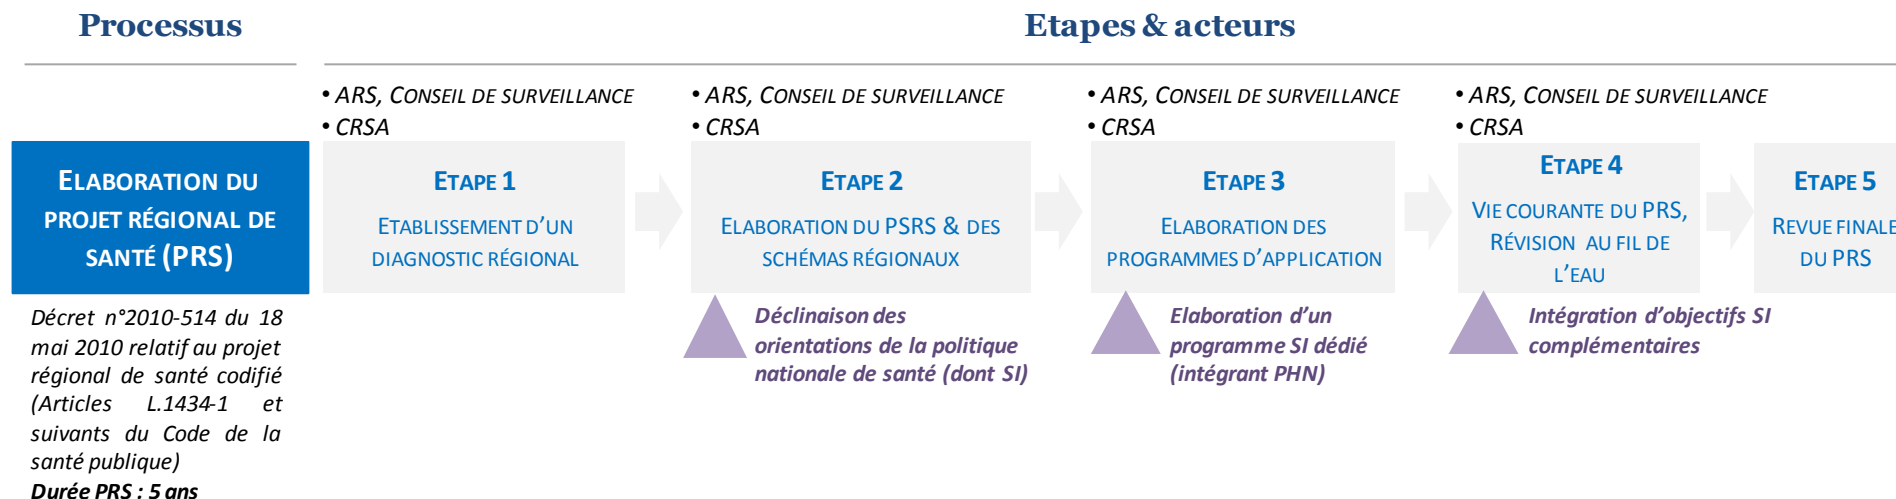 Processus
Etapes & acteurs
• ARS, CONSEIL DE SURVEILLANCE
• CRSA
• ARS, CONSEIL DE SURVEILLANCE
• CRSA
• ARS, CONSEIL DE SURVEILLANCE
• CRSA
• ARS, CONSEIL DE SURVEILLANCE
• CRSA
ELABORATION DU
PROJET RÉGIONAL DE
SANTÉ (PRS)
ETAPE 1
ETABLISSEMENT D'UN
DIAGNOSTIC RÉGIONAL
ETAPE 2
ELABORATION DU PSRS & DES
SCHÉMAS RÉGIONAUX
ETAPE 3
ELABORATION DES
PROGRAMMES D'APPLICATION
ETAPE 4
VIE COURANTE DU PRS,
RÉVISION AU FIL DE
L'EAU
ETAPE 5
REVUE FINALE
DU PRS
Décret n°2010-514 du 18
mai 2010 relatif au projet
régional de santé codifié
(Articles L.1434-1 et
suivants du Code de la
santé publique)
Durée PRS : 5 ans
Déclinaison des
orientations de la politique
nationale de santé (dont SI)
Elaboration d'un
programme SI dédié
(intégrant PHN)
Intégration d'objectifs SI
complémentaires